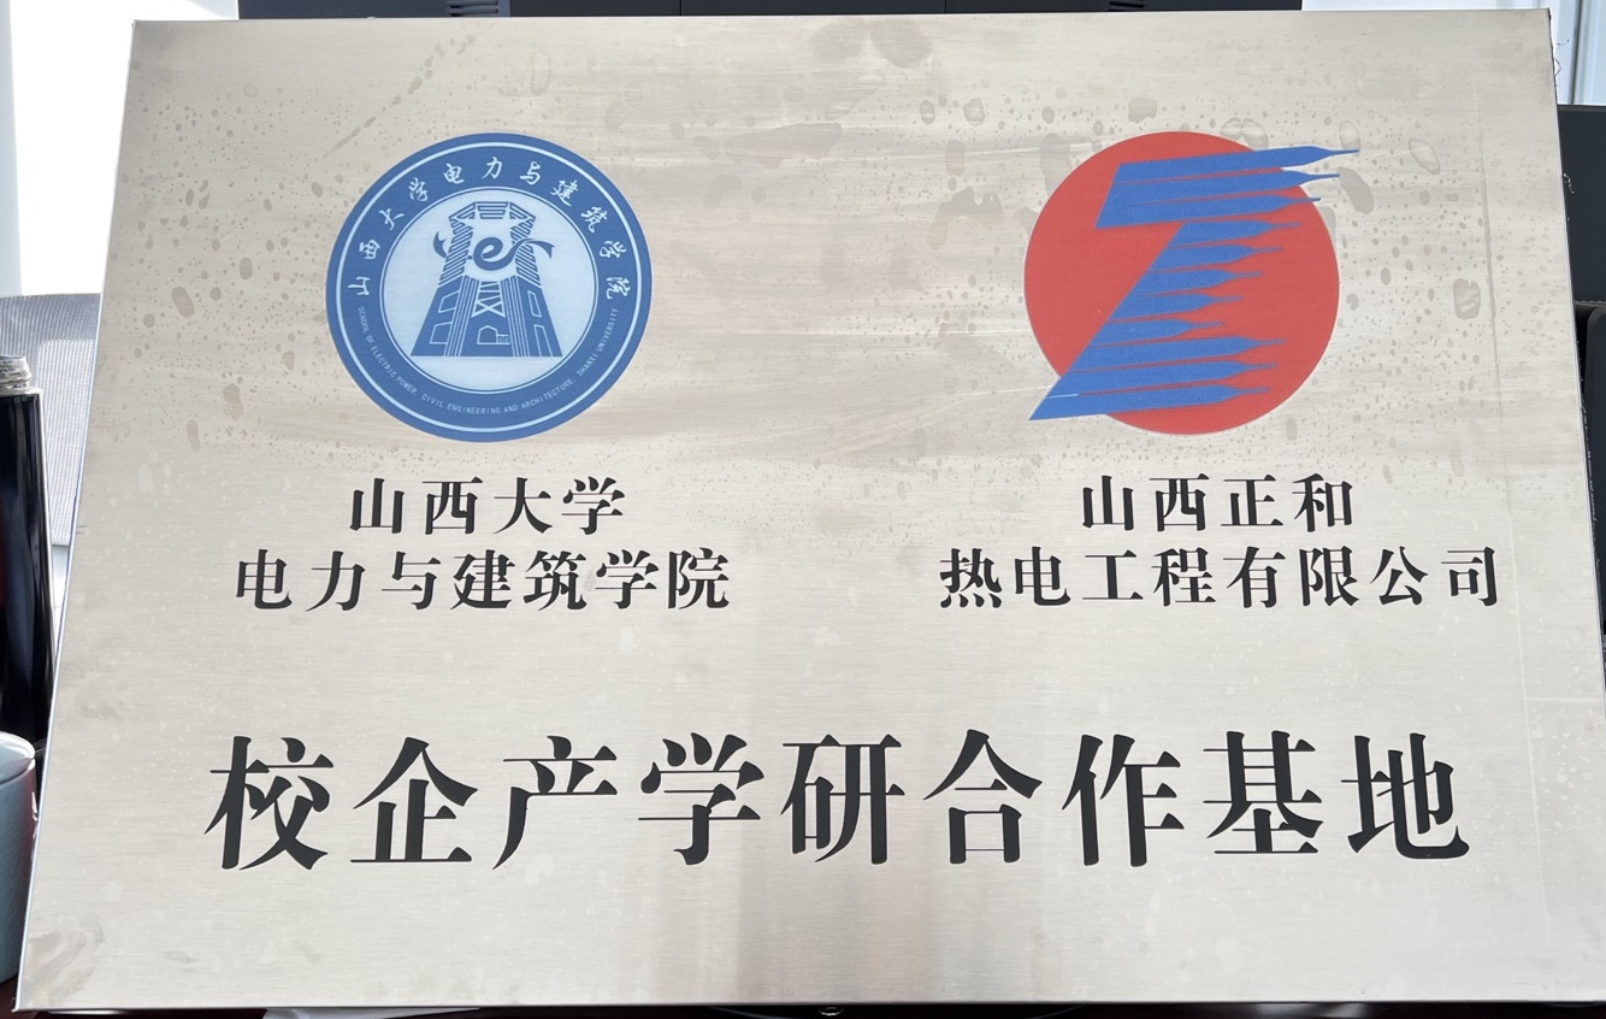 山西大学电力与建筑学院
SCHOOL OF ELECTRIC POWER, CIVIL ENGINEERING AND ARCHITECTURE, SHANXI UNIVERSITY
山西大学
电力与建筑学院
山西正和
热电工程有限公司
校企产学研合作基地